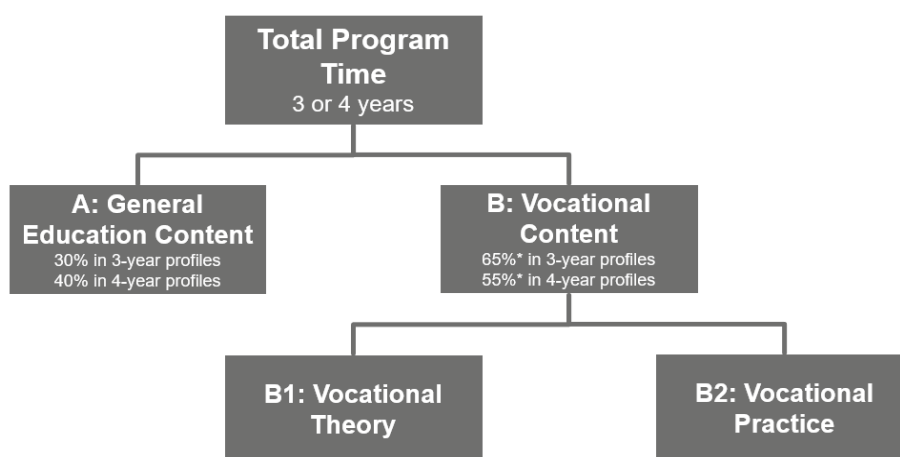 Total Program
Time
3 or 4 years
A: General
Education Content
30% in 3-year profiles
40% in 4-year profiles
B: Vocational
Content
65%* in 3-year profiles
55%* in 4-year profiles
B1: Vocational
Theory
B2: Vocational
Practice